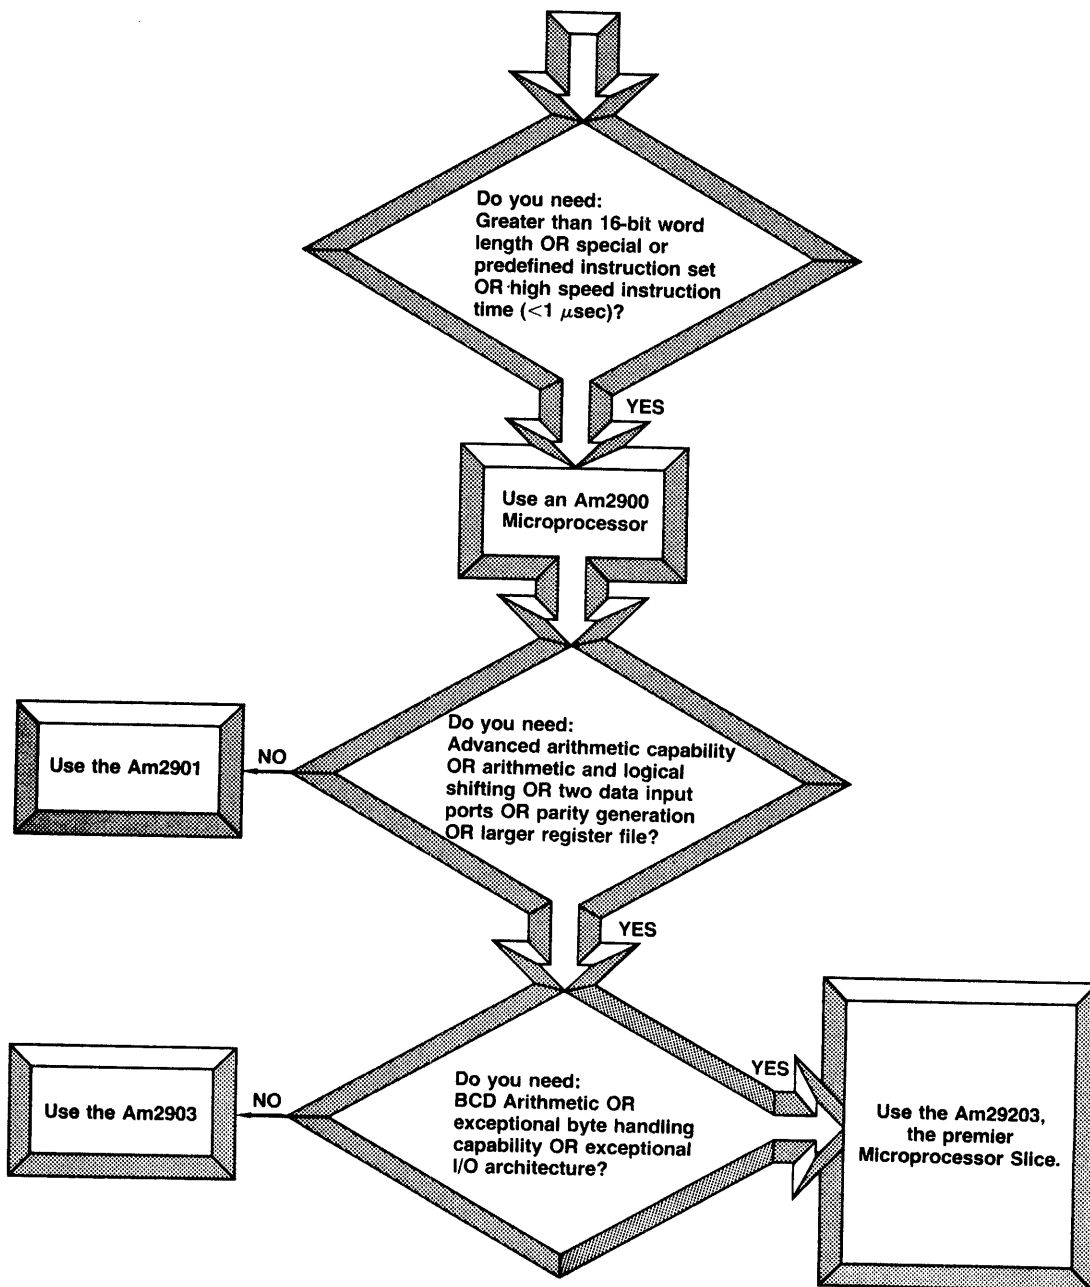 Do you need:
Greater than 16-bit word
length OR special or
predefined instruction set
OR high speed instruction
time (<1 μsec)?
YES
Use an Am2900
Microprocessor
Do you need:
Advanced arithmetic capability
OR arithmetic and logical
shifting OR two data input
ports OR parity generation
OR larger register file?
NO
Use the Am2901
YES
Do you need:
BCD Arithmetic OR
exceptional byte handling
capability OR exceptional
I/O architecture?
NO
Use the Am2903
YES
Use the Am29203,
the premier
Microprocessor Slice.